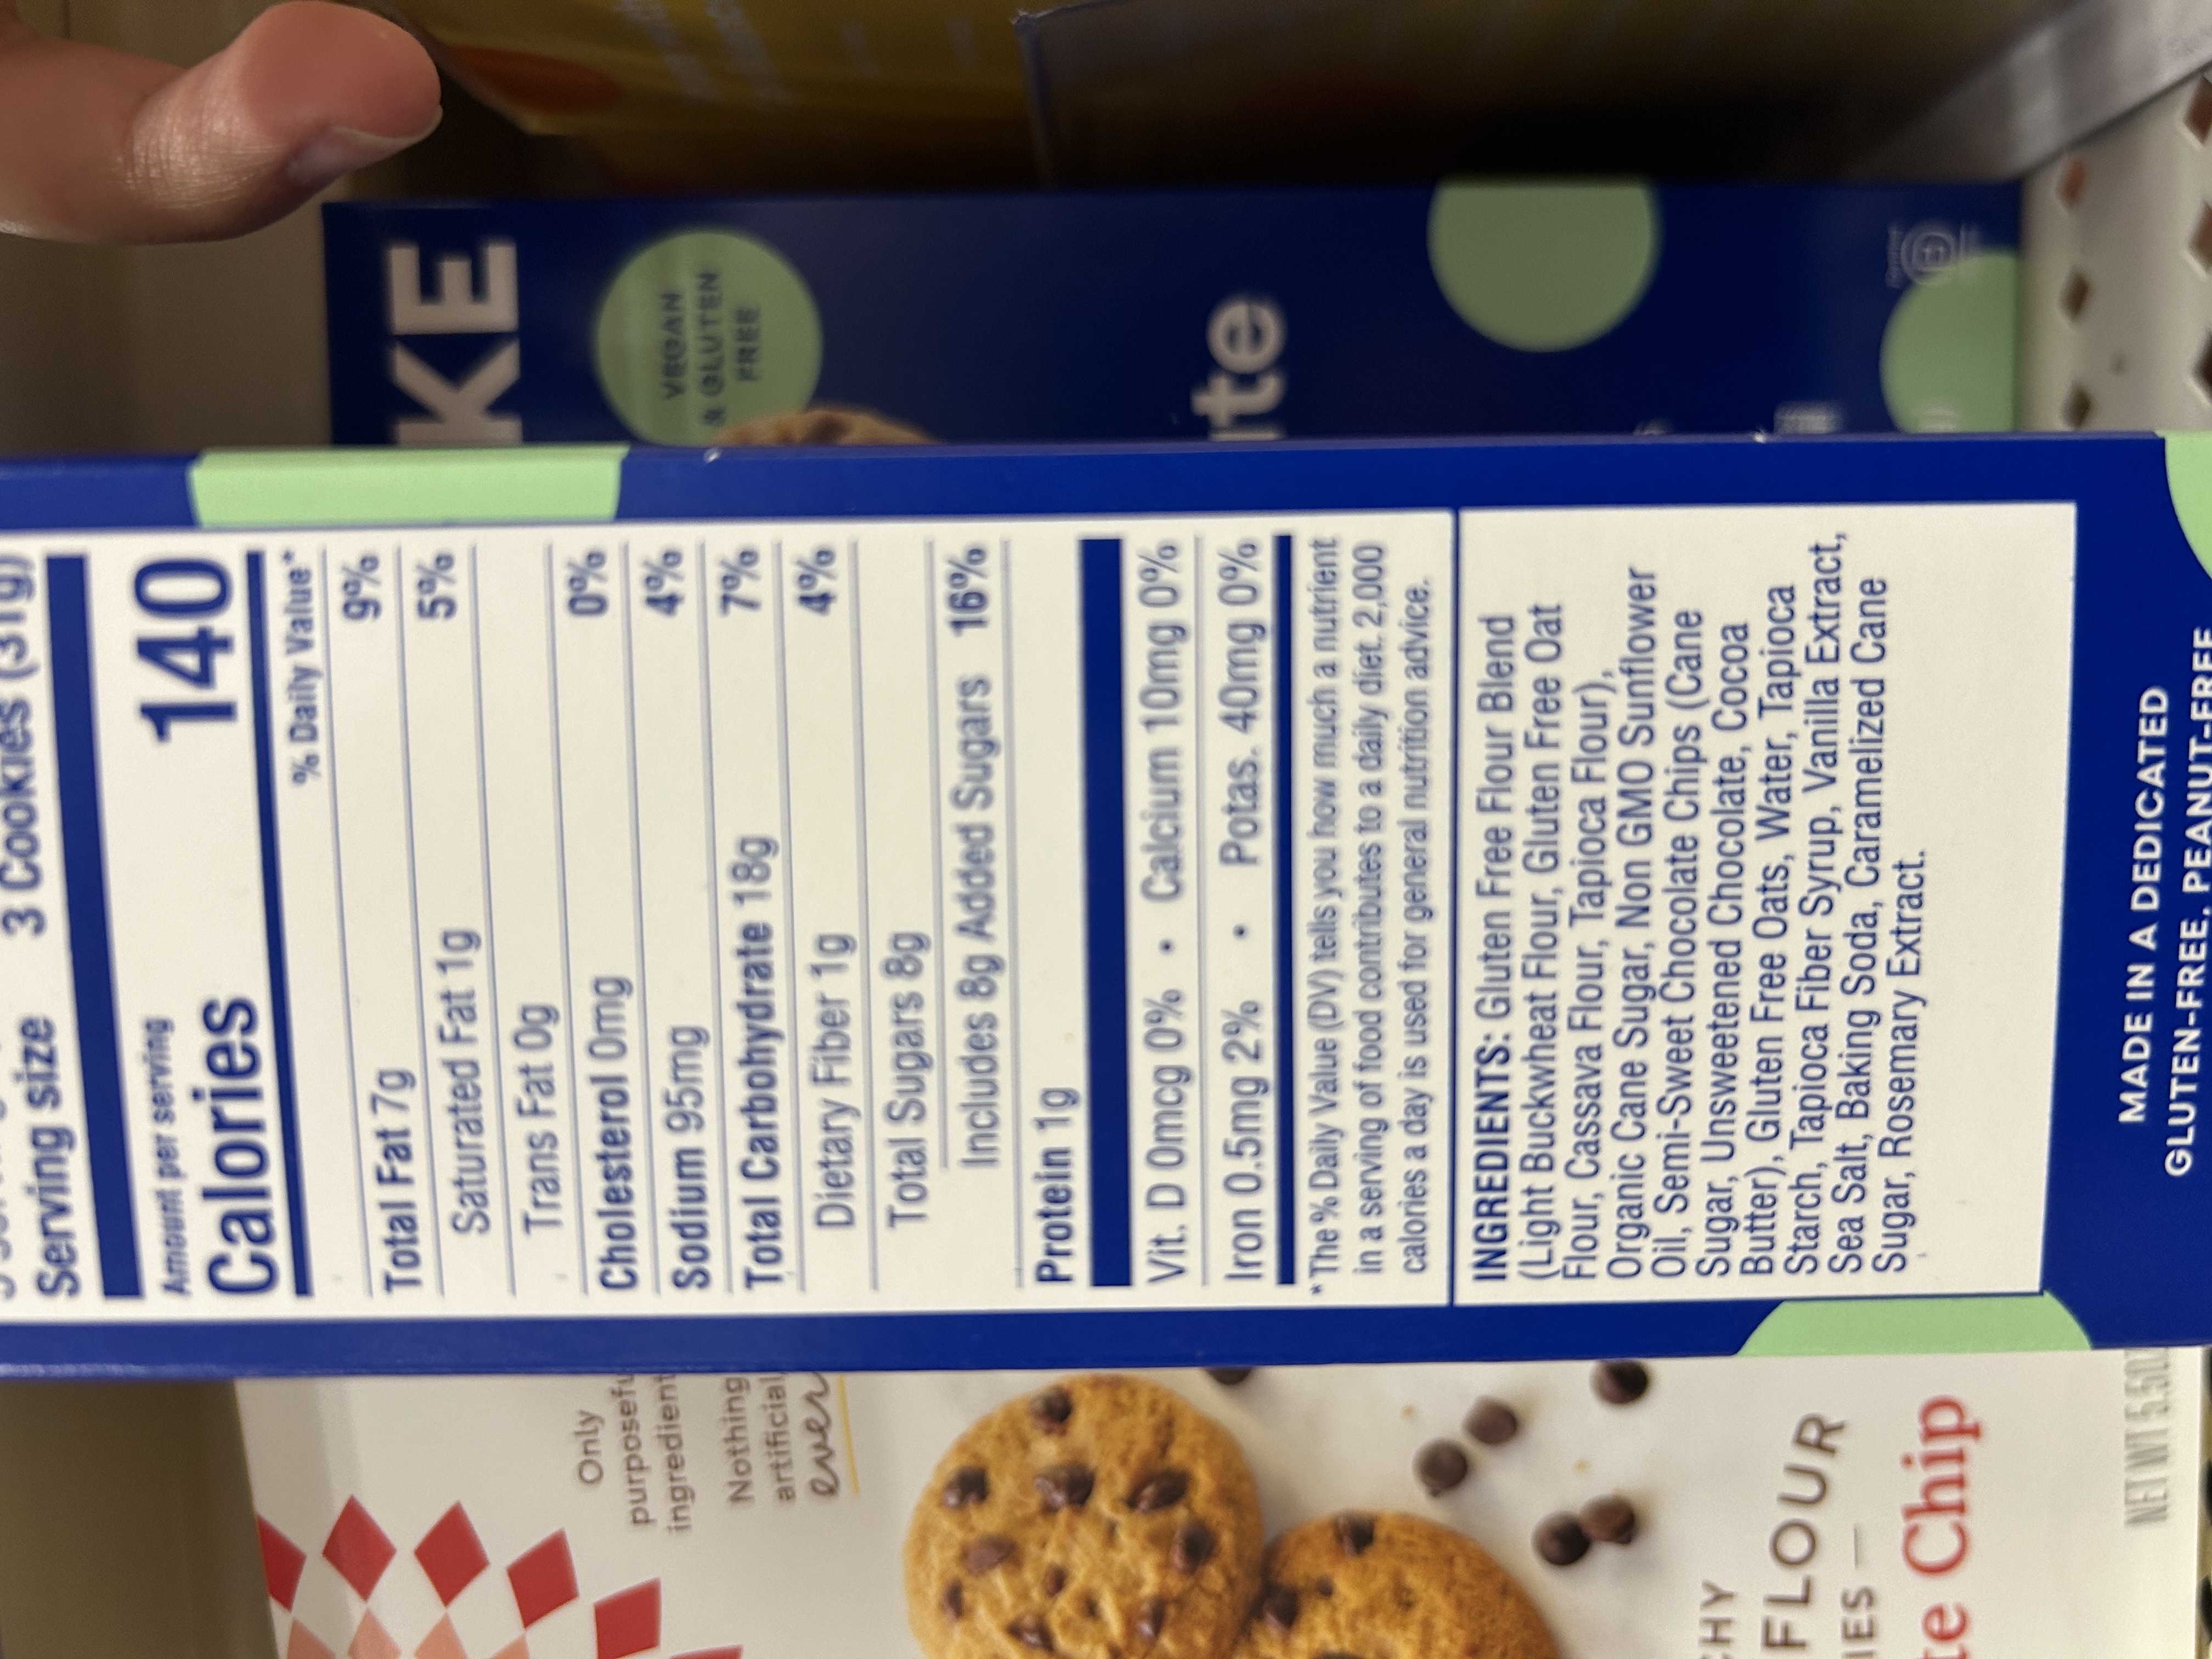 Serving size 3 Cookies (31g)
Amount per serving
Calories 140
% Daily Value*
Total Fat 7g 9%
Saturated Fat 1g 5%
Trans Fat 0g
Cholesterol 0mg 0%
Sodium 95mg 4%
Total Carbohydrate 18g 7%
Dietary Fiber 1g 4%
Total Sugars 8g
Includes 8g Added Sugars 16%
Protein 1g
Vit. D 0mcg 0% • Calcium 10mg 0%
Iron 0.5mg 2% • Potas. 40mg 0%
* The % Daily Value (DV) tells you how much a nutrient
in a serving of food contributes to a daily diet. 2,000
calories a day is used for general nutrition advice.
INGREDIENTS: Gluten Free Flour Blend
(Light Buckwheat Flour, Gluten Free Oat
Flour, Cassava Flour, Tapioca Flour),
Organic Cane Sugar, Non GMO Sunflower
Oil, Semi-Sweet Chocolate Chips (Cane
Sugar, Unsweetened Chocolate, Cocoa
Butter), Gluten Free Oats, Water, Tapioca
Starch, Tapioca Fiber Syrup, Vanilla Extract,
Sea Salt, Baking Soda, Caramelized Cane
Sugar, Rosemary Extract.
MADE IN A DEDICATED
GLUTEN-FREE, PEANUT-FREE
Only
purposefu
ingredient
Nothing
artificial,
ever
CHY
FLOUR
IES
te Chip
NET WT 5.5OZ
KE
VEGAN
& GLUTEN
FREE
te